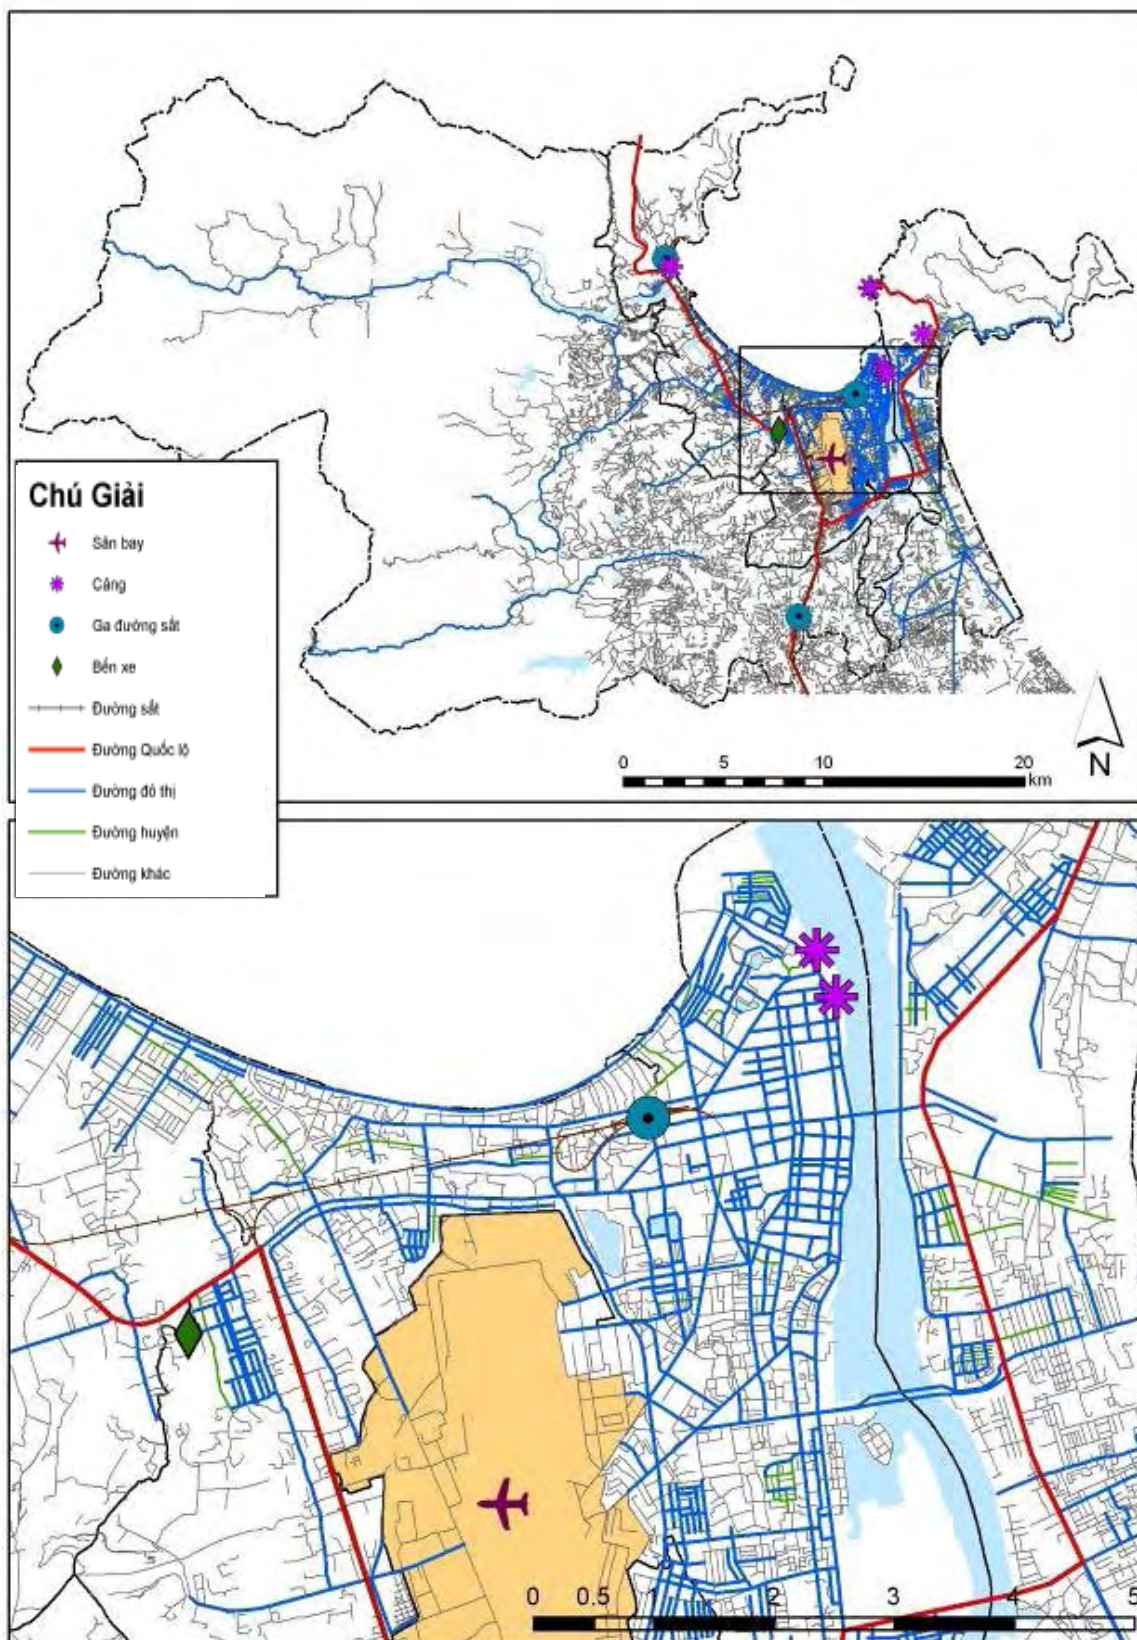 Chú Giải
Sân bay
Cảng
Ga đường sắt
Bến xe
Đường sắt
Đường Quốc lộ
Đường đô thị
Đường huyện
Đường khác
0 5 10 20
km
N
0 0.5 1 2 3 4 5